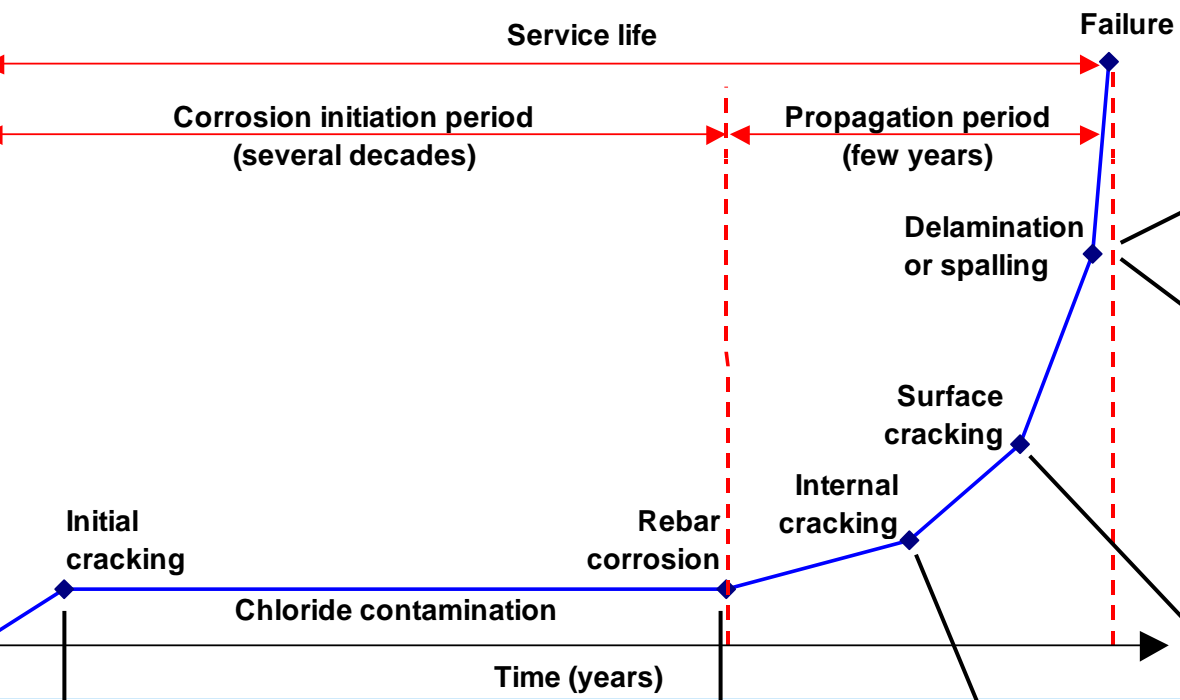 Failure
Service life
Corrosion initiation period
(several decades)
Propagation period
(few years)
Delamination
or spalling
Surface
cracking
Internal
cracking
Initial
cracking
Rebar
corrosion
Chloride contamination
Time (years)